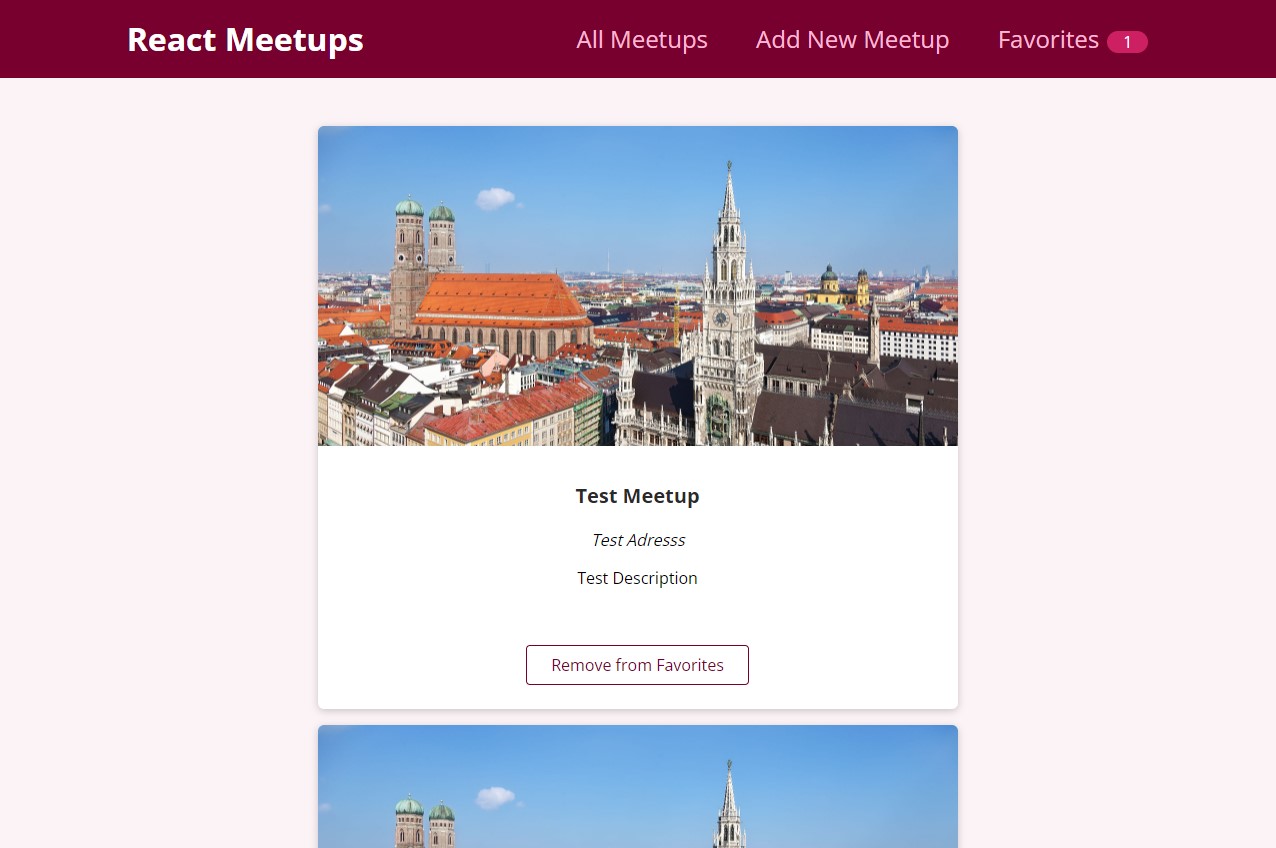 React Meetups
All Meetups
Add New Meetup
Favorites 1
Test Meetup
Test Adresss
Test Description
Remove from Favorites